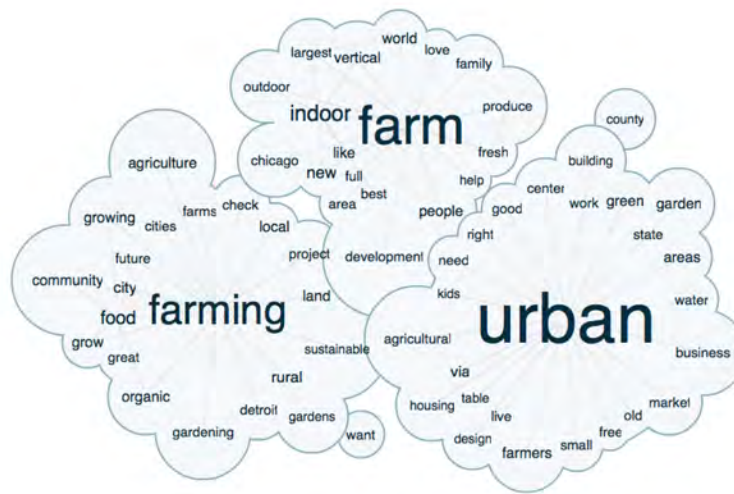 world
largest
vertical
love
family
outdoor
indoor
farm
produce
like
fresh
chicago
new
full
help
area
best
people
development
county
building
center
work
green
garden
good
right
state
need
areas
kids
urban
water
agricultural
business
via
housing
table
live
market
old
free
design
farmers
small
agriculture
check
farms
growing
cities
local
future
project
community
city
land
farming
food
grow
great
sustainable
rural
organic
detroit
gardens
gardening
want